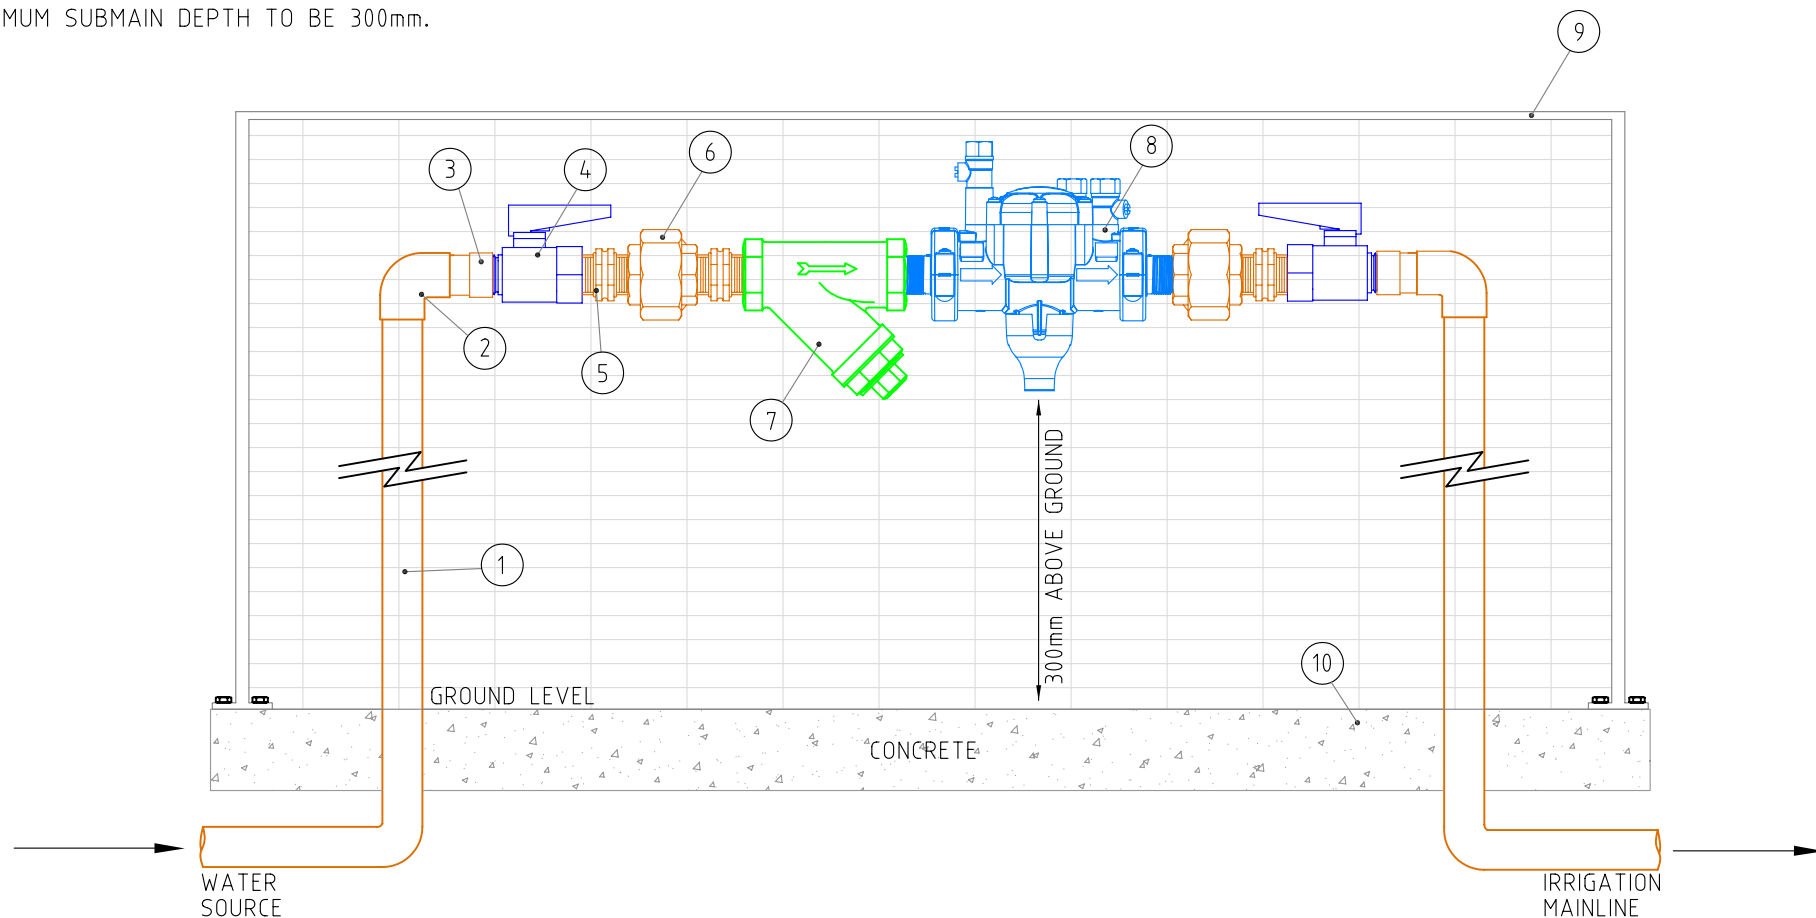 MUM SUBMAIN DEPTH TO BE 300mm.
9
8
6
3
4
2
5
7
300mm ABOVE GROUND
1
10
GROUND LEVEL
CONCRETE
WATER
SOURCE
IRRIGATION
MAINLINE